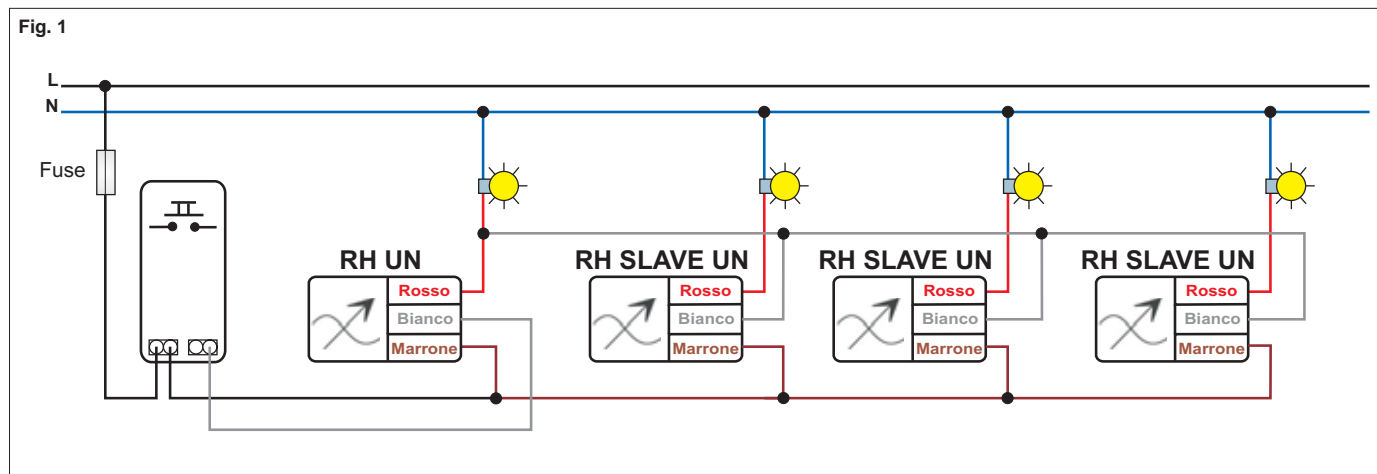 Fig. 1
L
N
Fuse
RH UN
RH SLAVE UN
RH SLAVE UN
RH SLAVE UN
Rosso
Bianco
Marrone
Rosso
Bianco
Marrone
Rosso
Bianco
Marrone
Rosso
Bianco
Marrone